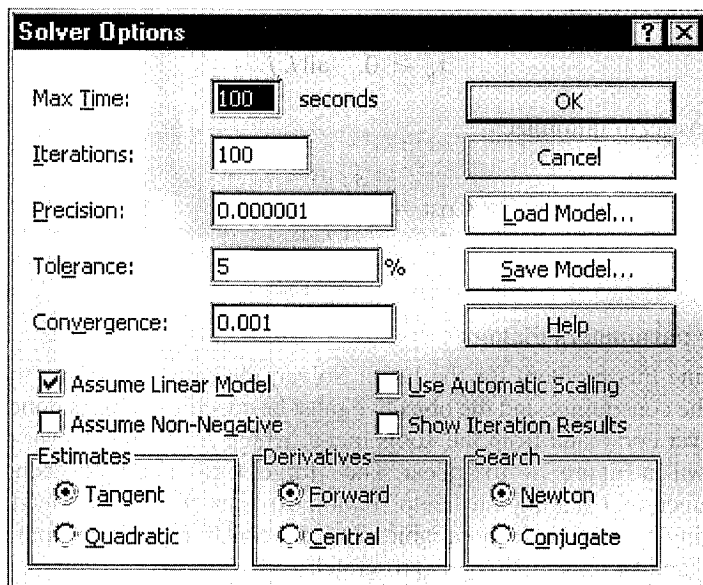 Solver Options
? X
Max Time: 100 seconds OK
Iterations: 100 Cancel
Precision: 0.000001 Load Model...
Tolerance: 5 % Save Model...
Convergence: 0.001 Help
Assume Linear Model Use Automatic Scaling
Assume Non-Negative Show Iteration Results
Estimates Derivatives Search
Tangent Forward Newton
Quadratic Central Conjugate